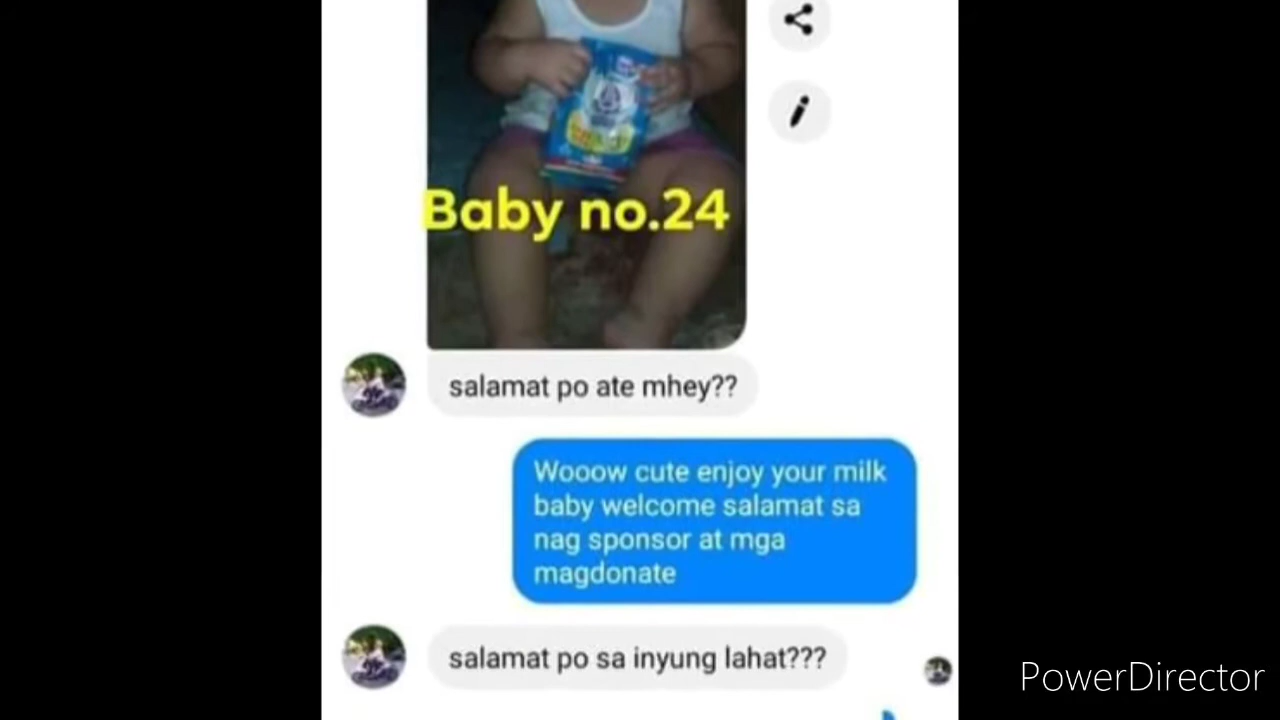 Baby no.24
salamat po ate mhey??
Wooow cute enjoy your milk
baby welcome salamat sa
nag sponsor at mga
magdonate
salamat po sa inyung lahat???
PowerDirector